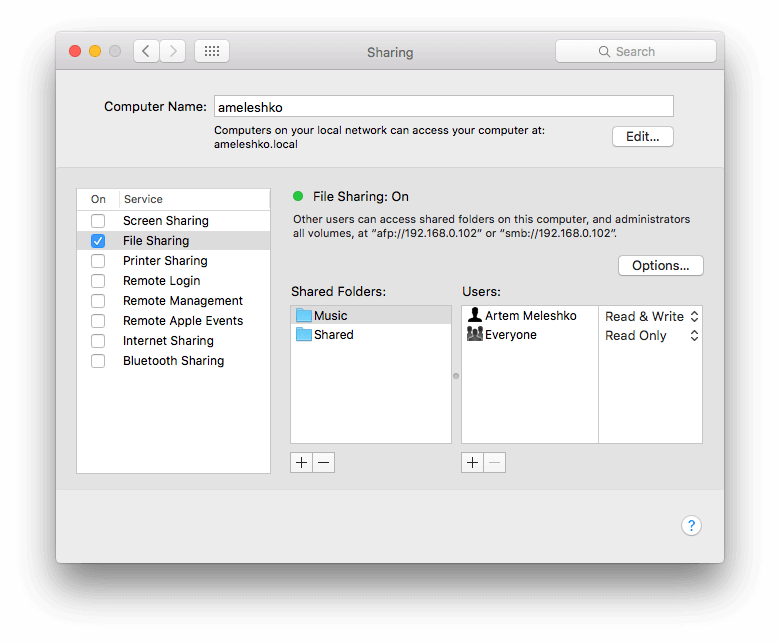 Sharing
Search
Computer Name: ameleshko
Computers on your local network can access your computer at:
ameleshko.local
Edit...
On Service
Screen Sharing
File Sharing
Printer Sharing
Remote Login
Remote Management
Remote Apple Events
Internet Sharing
Bluetooth Sharing
File Sharing: On
Other users can access shared folders on this computer, and administrators
all volumes, at “afp://192.168.0.102” or “smb://192.168.0.102”.
Options...
Shared Folders:
Music
Shared
Users:
Artem Meleshko Read & Write
Everyone Read Only
?